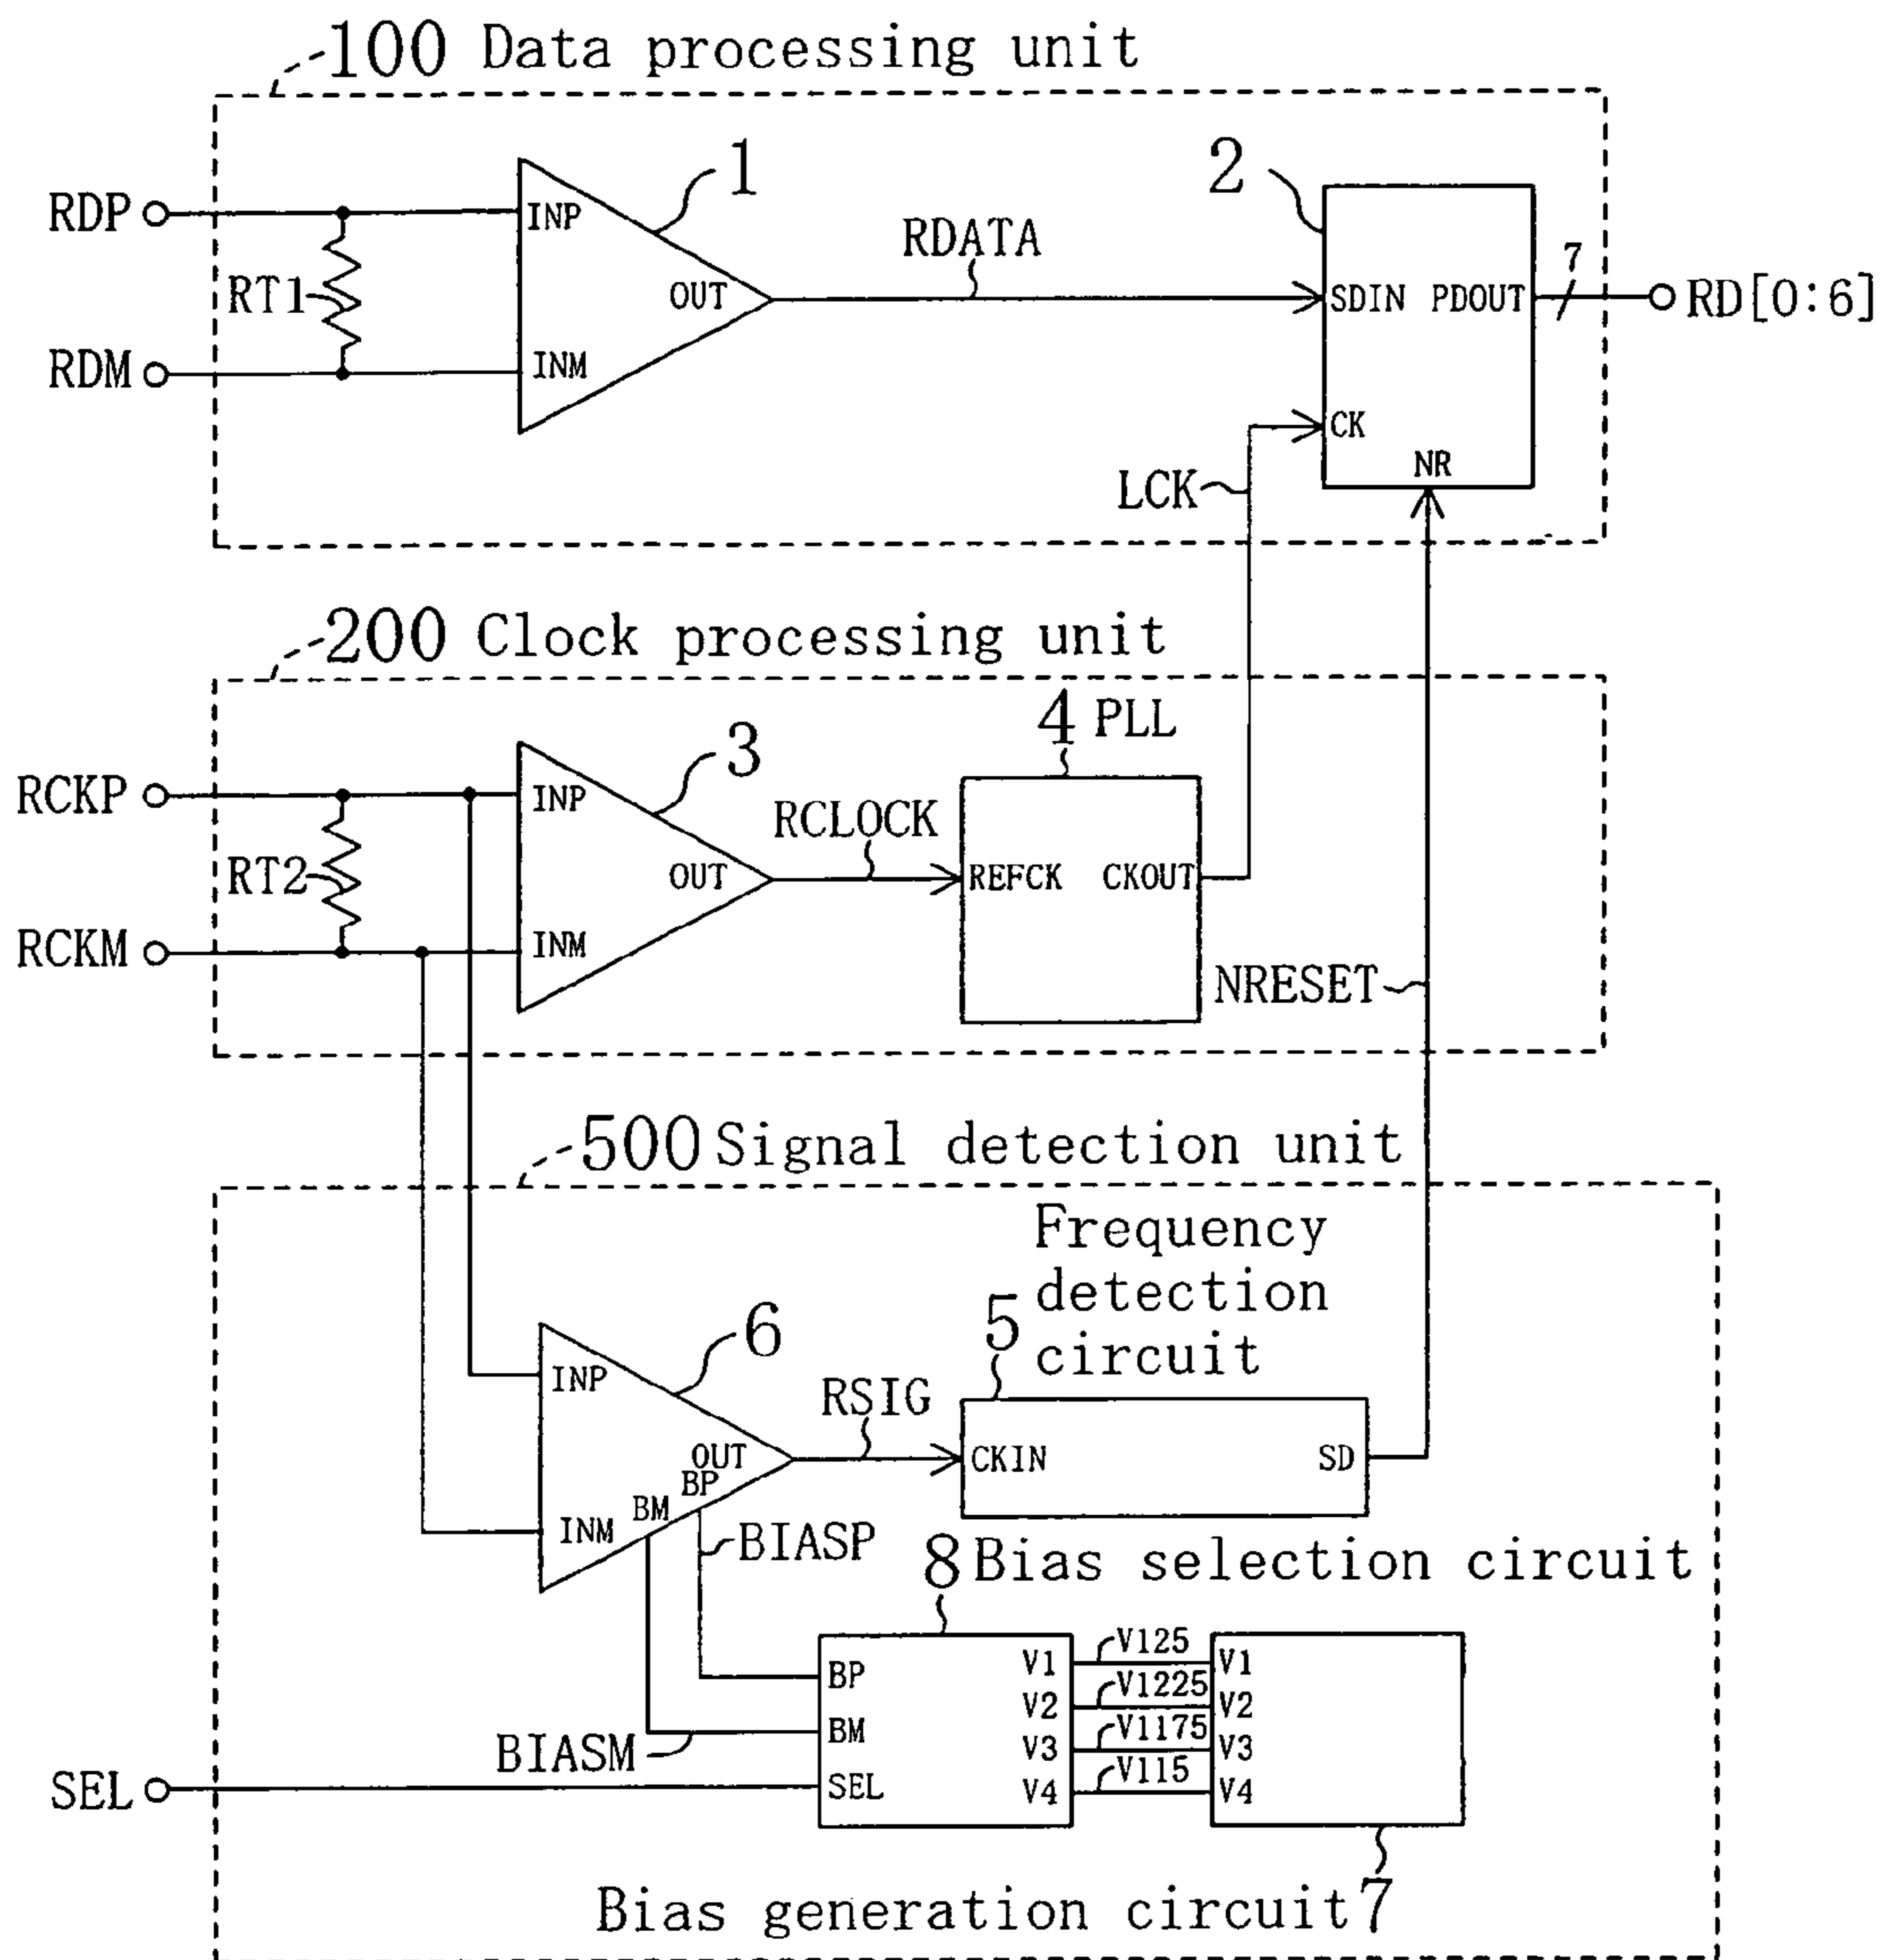 100 Data processing unit
1
2
RDP
INP
RDATA
7
RT1
OUT
SDIN PDOUT
RD[0:6]
RDM
INM
CK
NR
LCK
200 Clock processing unit
4 PLL
3
RCKP
INP
RCLOCK
RT2
OUT
REFCK CKOUT
RCKM
INM
NRESET
500 Signal detection unit
Frequency
detection
circuit
5
6
INP
RSIG
OUT
CKIN
SD
BP
BM
INM
BIASP
8 Bias selection circuit
V125
BP
V1
V1
V1225
V2
V2
BM
V1175
V3
V3
BIASM
V115
SEL
SEL
V4
V4
Bias generation circuit 7